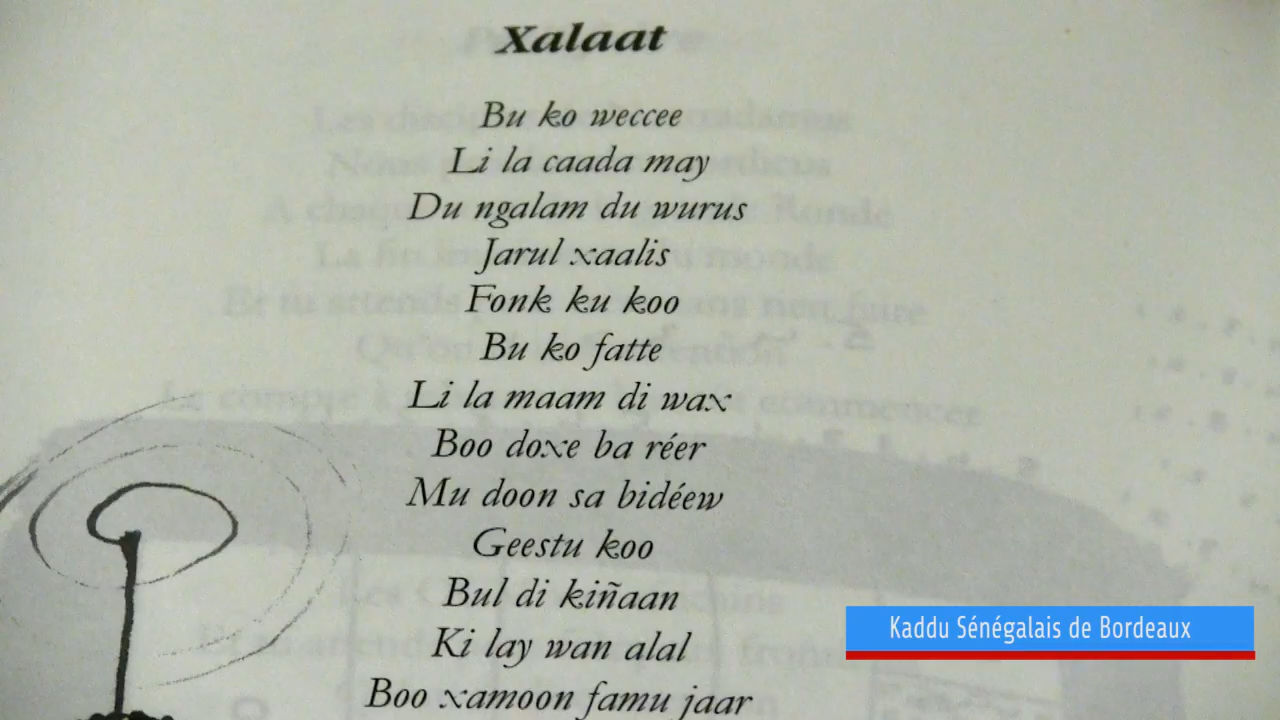 Xalaat
Bu ko weccee
Li la caada may
Du ngalam du wurus
Jarul xaalis
Fonk ku koo
Bu ko fatte
Li la maam di wax
Boo doxe ba réer
Mu doon sa bidéew
Geestu koo
Bul di kiñaan
Ki lay wan alal
Boo xamoon famu jaar
Kaddu Sénégalais de Bordeaux